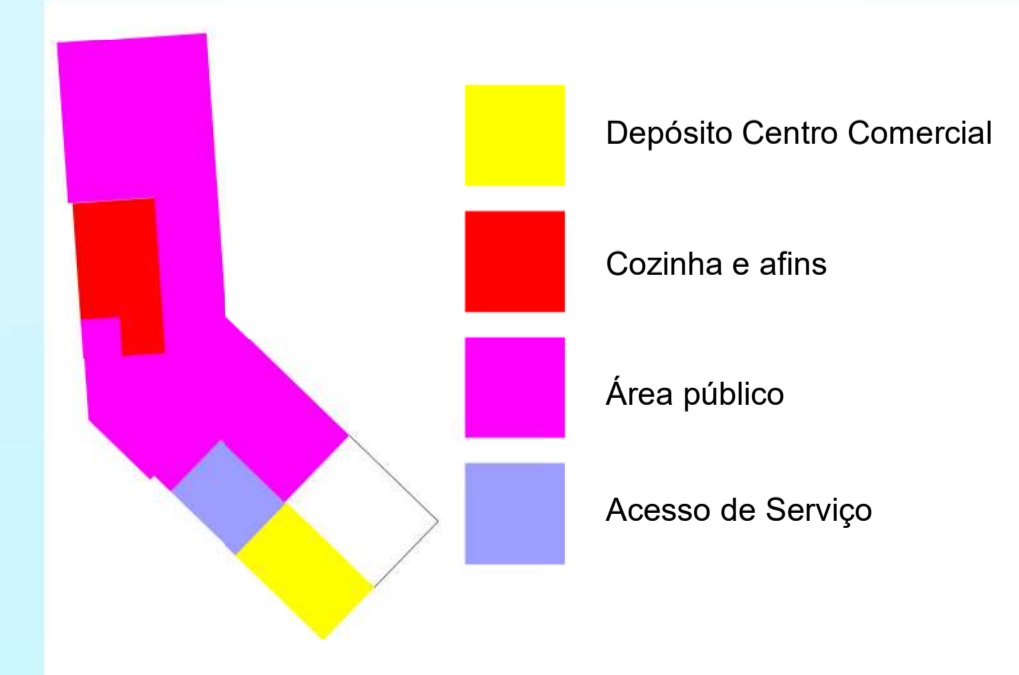 Depósito Centro Comercial
Cozinha e afins
Área público
Acesso de Serviço